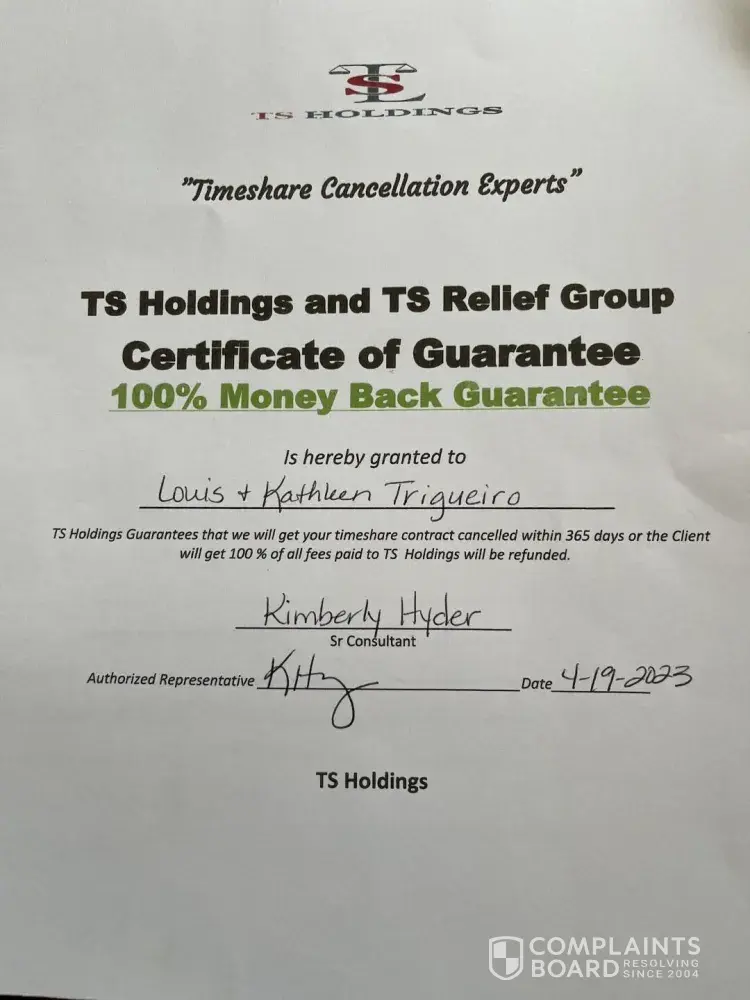 TSL
TS HOLDINGS
"Timeshare Cancellation Experts"
TS Holdings and TS Relief Group
Certificate of Guarantee
100% Money Back Guarantee
Is hereby granted to
Louis + Kathleen Trigueiro
TS Holdings Guarantees that we will get your timeshare contract cancelled within 365 days or the Client
will get 100 % of all fees paid to TS Holdings will be refunded.
Kimberly Hyder
Sr Consultant
Authorized Representative KHy Date 4-19-2023
TS Holdings
COMPLAINTS
BOARD RESOLVING SINCE 2004